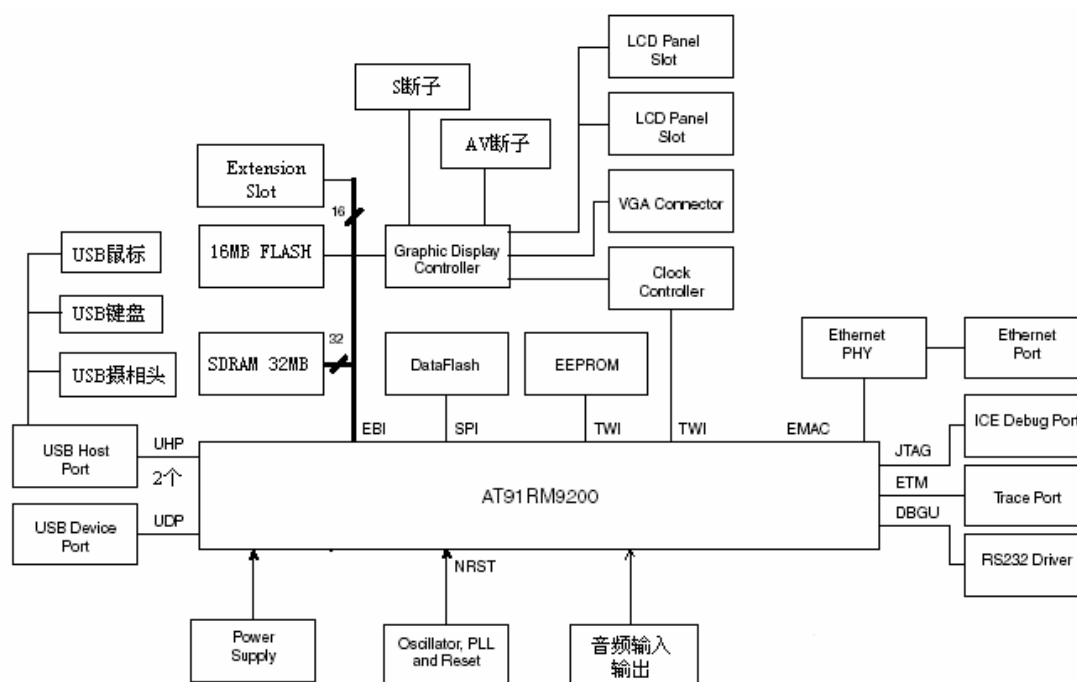 LCD Panel
Slot
S断子
LCD Panel
Slot
AV断子
Extension
Slot
16
VGA Connector
USB鼠标
16MB FLASH
Graphic Display
Controller
Clock
Controller
USB键盘
32
Ethernet
PHY
Ethernet
Port
USB摄相头
SDRAM 32MB
DataFlash
EEPROM
ICE Debug Port
EBI
SPI
TWI
TWI
EMAC
USB Host
Port
UHP
2个
JTAG
AT91RM9200
ETM
Trace Port
USB Device
Port
UDP
DBGU
RS232 Driver
NRST
Power
Supply
Oscillator, PLL
and Reset
音频输入
输出